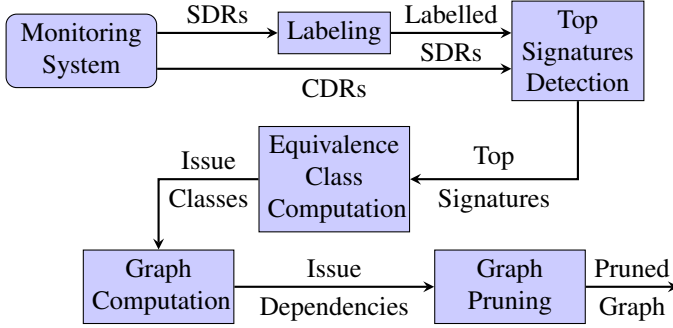 Monitoring
System
SDRs
Labeling
Labelled
SDRs
CDRs
Top
Signatures
Detection
Top
Signatures
Equivalence
Class
Computation
Issue
Classes
Graph
Computation
Issue
Dependencies
Graph
Pruning
Pruned
Graph